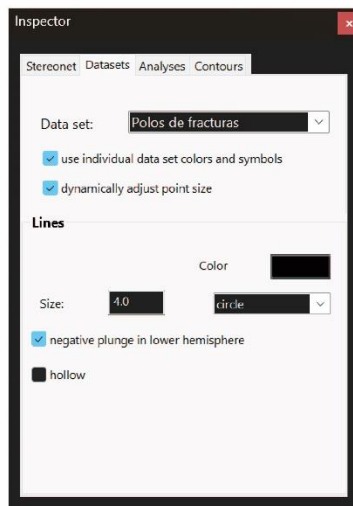 Inspector
×
Stereonet Datasets Analyses Contours
Data set: Polos de fracturas
use individual data set colors and symbols
dynamically adjust point size
Lines
Color
Size: 4.0 circle
negative plunge in lower hemisphere
hollow